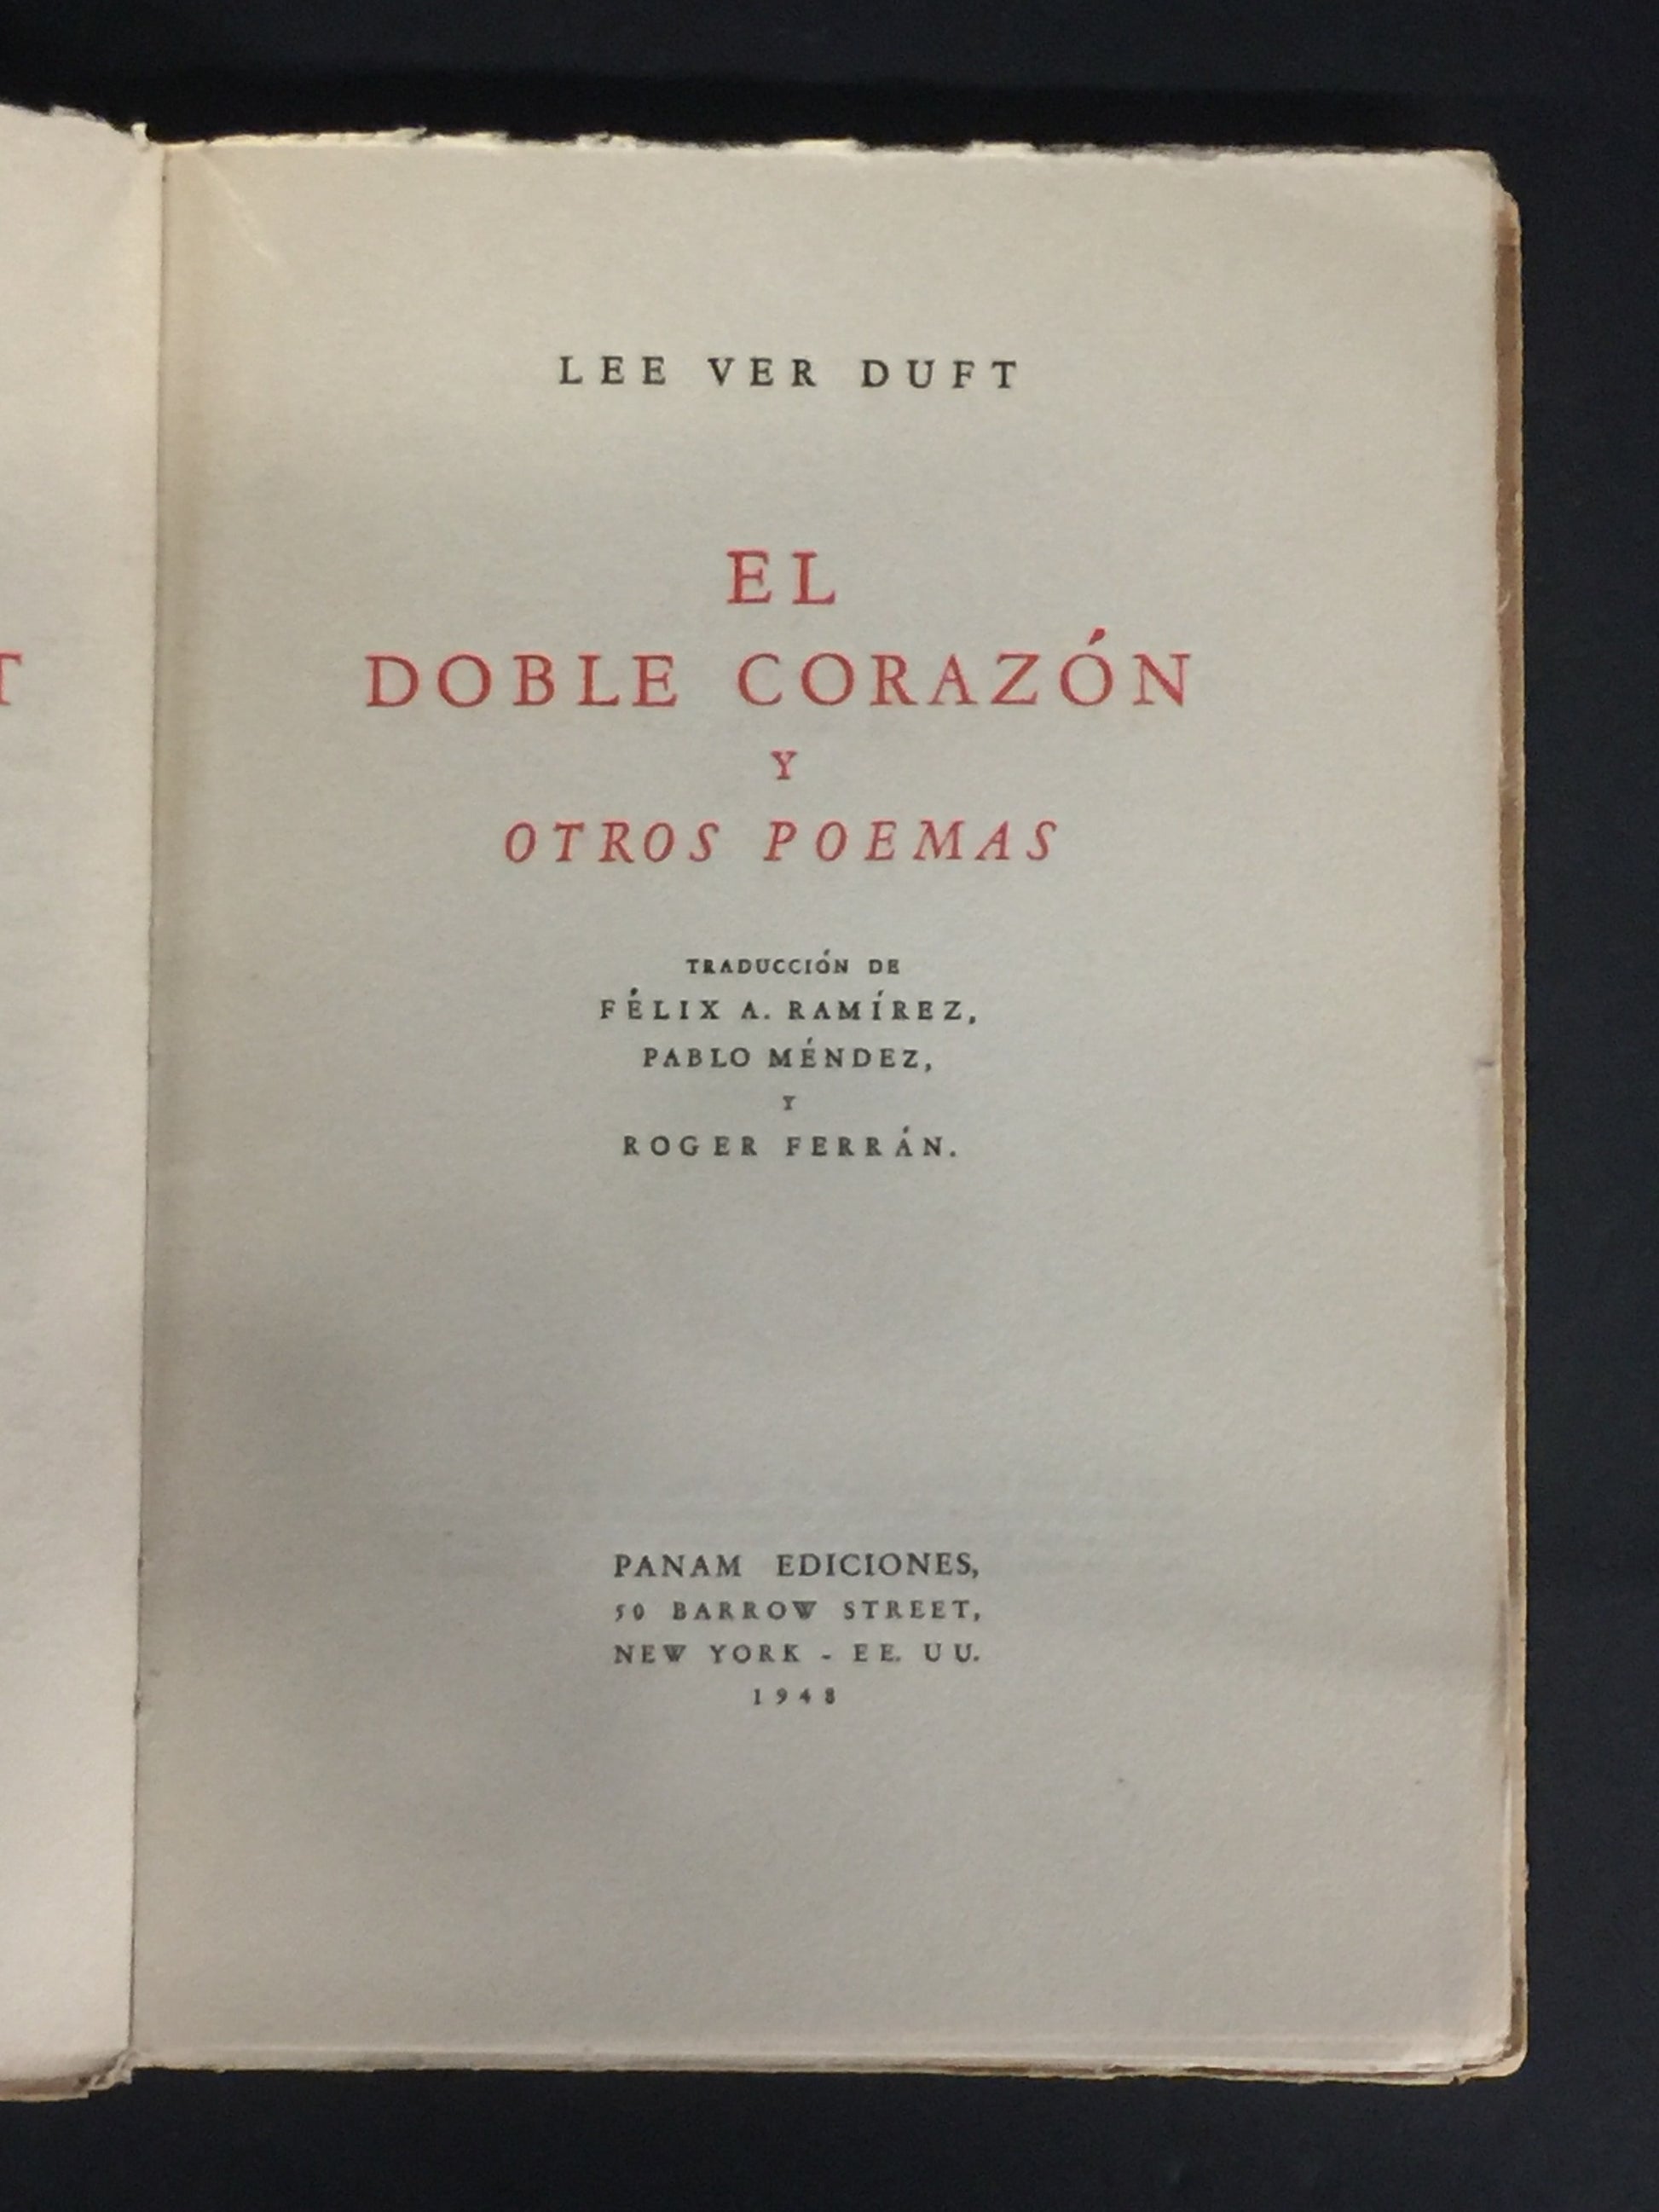 T
LEE VER DUFT
EL
DOBLE CORAZÓN
Y
OTROS POEMAS
TRADUCCIÓN DE
FÉLIX A. RAMÍREZ,
PABLO MÉNDEZ,
Y
ROGER FERRÁN.
PANAM EDICIONES,
50 BARROW STREET,
NEW YORK - EE. UU.
1948